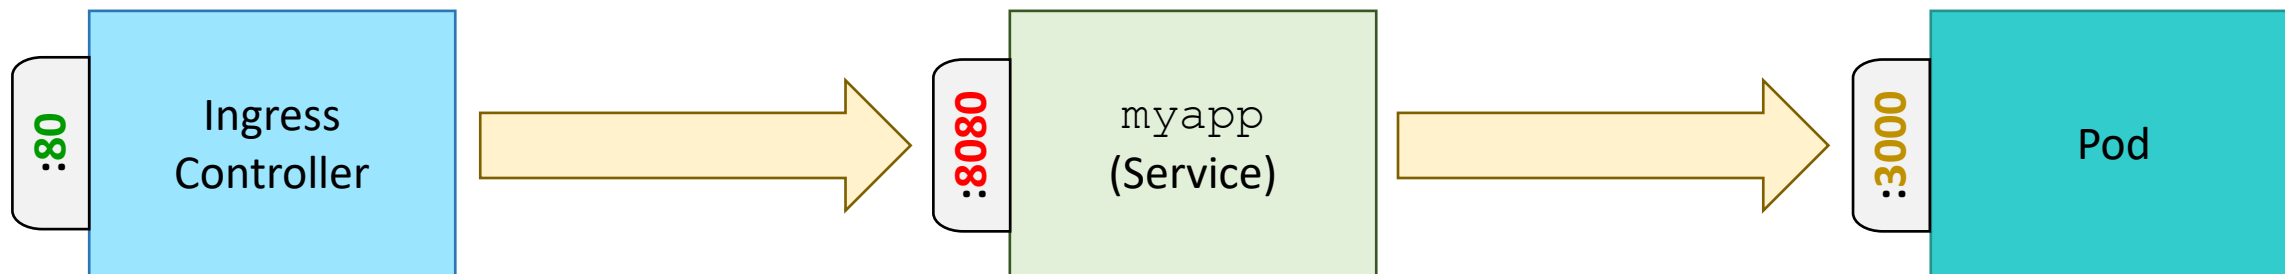 :80
Ingress
Controller
:8080
myapp
(Service)
:3000
Pod